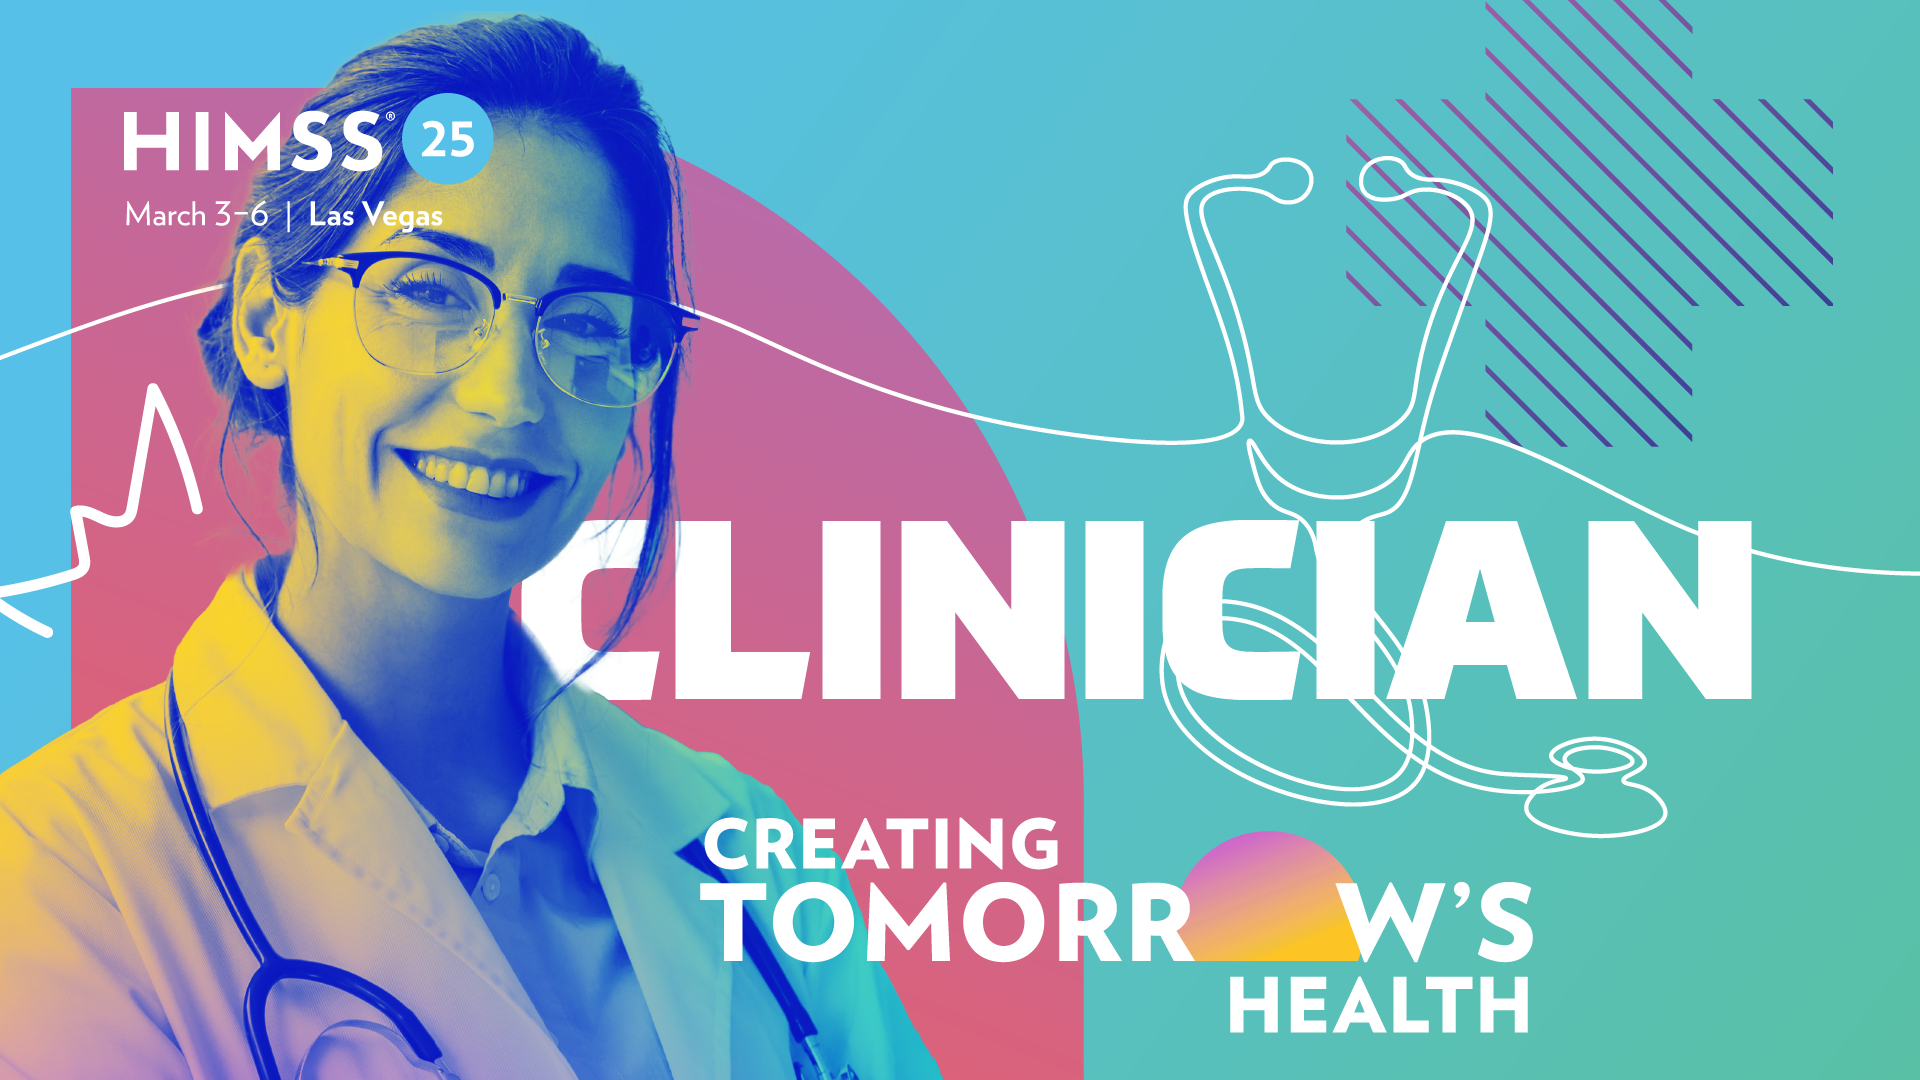 HIMSS® 25
March 3–6 | Las Vegas
CLINICIAN
CREATING
TOMORROW’S
HEALTH